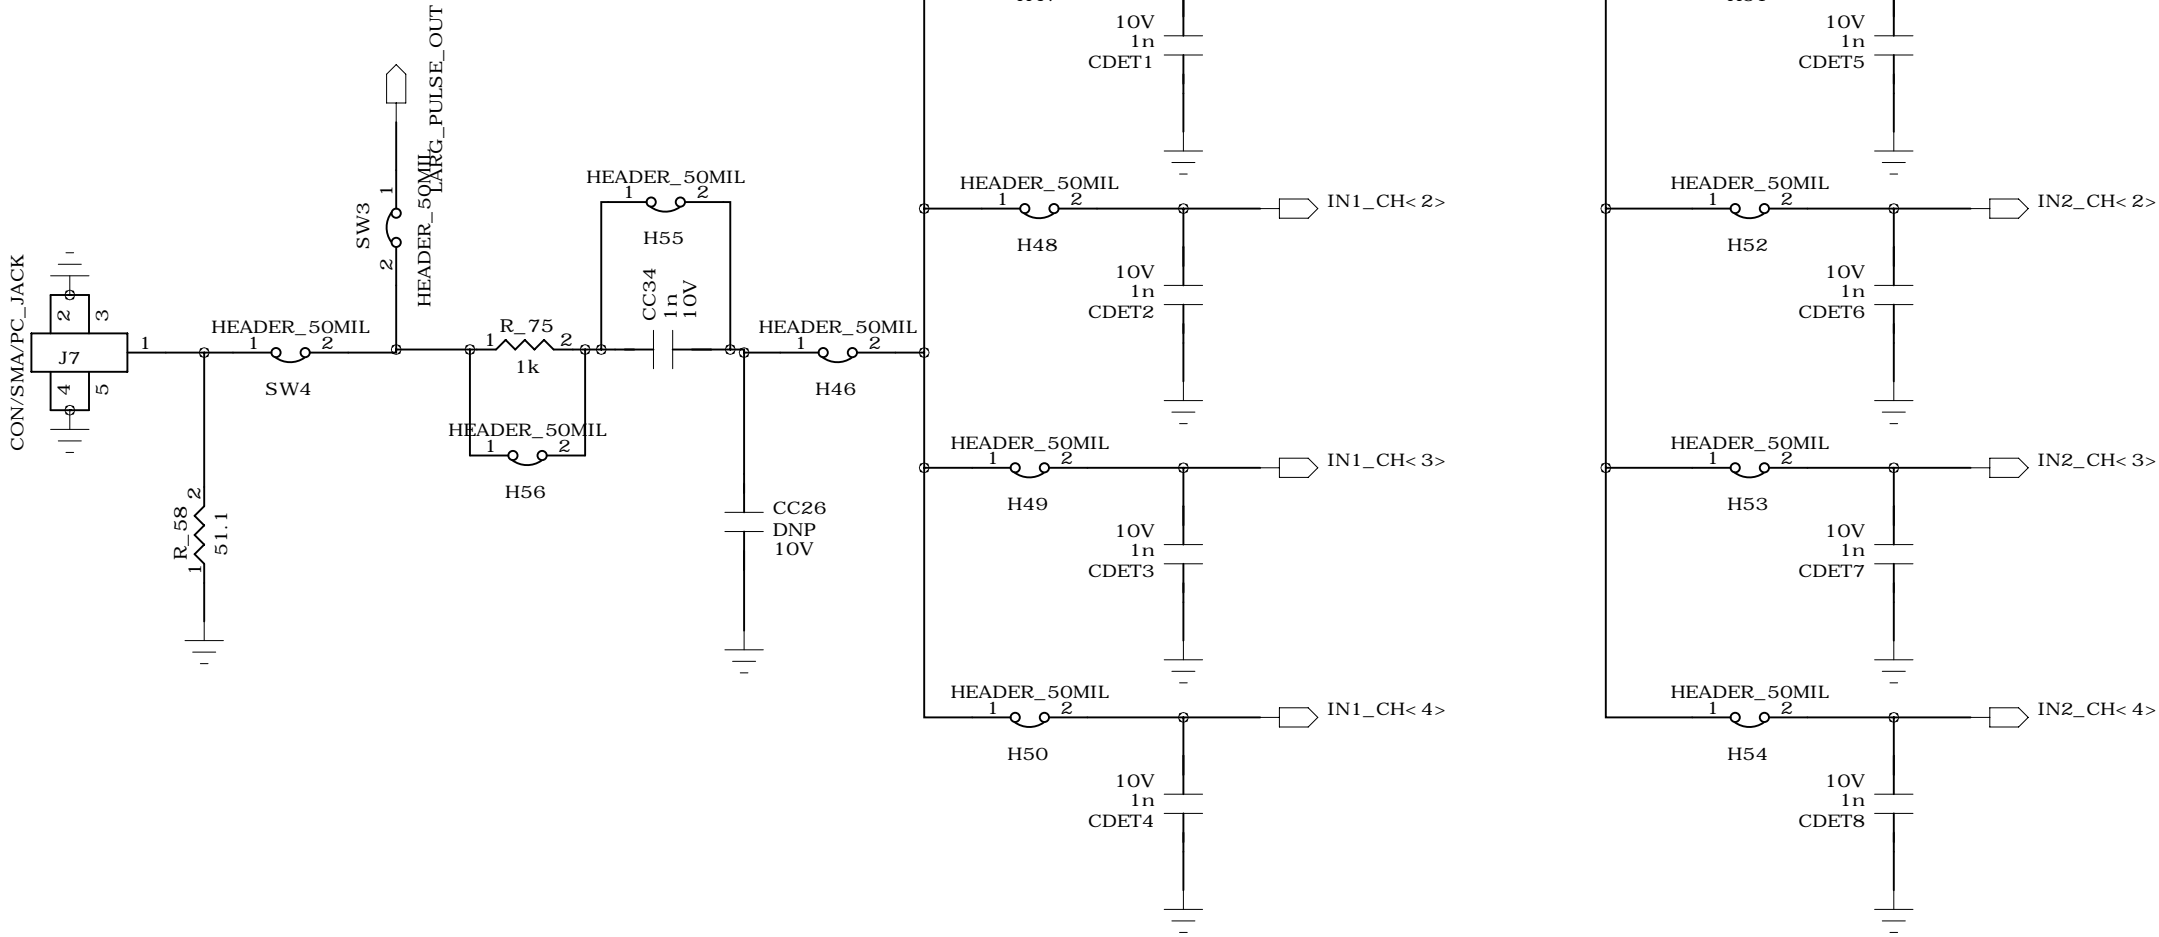 10V
1n
CDET1
10V
1n
CDET5
LARG_PULSE_OUT
1
SW3
HEADER_50MIL
2
CON/SMA/PC_JACK
2
3
J7
4
5
1
HEADER_50MIL
1
2
SW4
R_58
51.1
2
1
HEADER_50MIL
1
2
H55
R_75
1
2
1k
CC34
1n
10V
HEADER_50MIL
1
2
H56
HEADER_50MIL
1
2
H46
CC26
DNP
10V
HEADER_50MIL
1
2
H48
IN1_CH<2>
10V
1n
CDET2
HEADER_50MIL
1
2
H49
IN1_CH<3>
10V
1n
CDET3
HEADER_50MIL
1
2
H50
IN1_CH<4>
10V
1n
CDET4
HEADER_50MIL
1
2
H52
IN2_CH<2>
10V
1n
CDET6
HEADER_50MIL
1
2
H53
IN2_CH<3>
10V
1n
CDET7
HEADER_50MIL
1
2
H54
IN2_CH<4>
10V
1n
CDET8